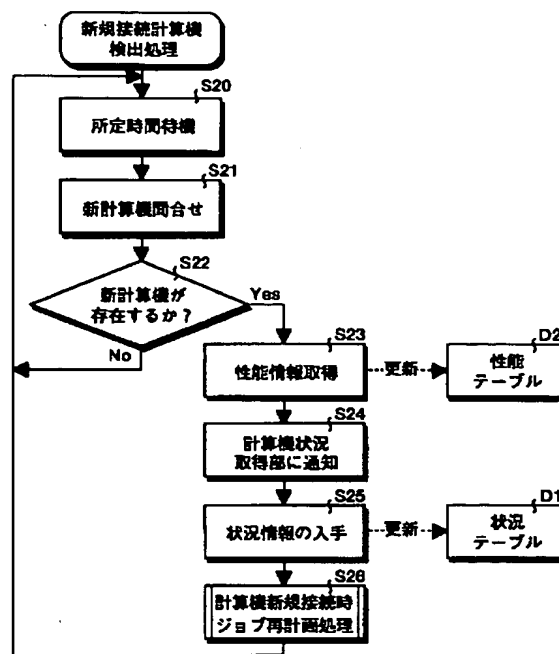 新規接続計算機
検出処理
S20
所定時間待機
S21
新計算機問合せ
S22
新計算機が
存在するか？
Yes
No
S23
性能情報取得
更新
D2
性能
テーブル
S24
計算機状況
取得部に通知
S25
状況情報の入手
更新
D1
状況
テーブル
S26
計算機新規接続時
ジョブ再計画処理